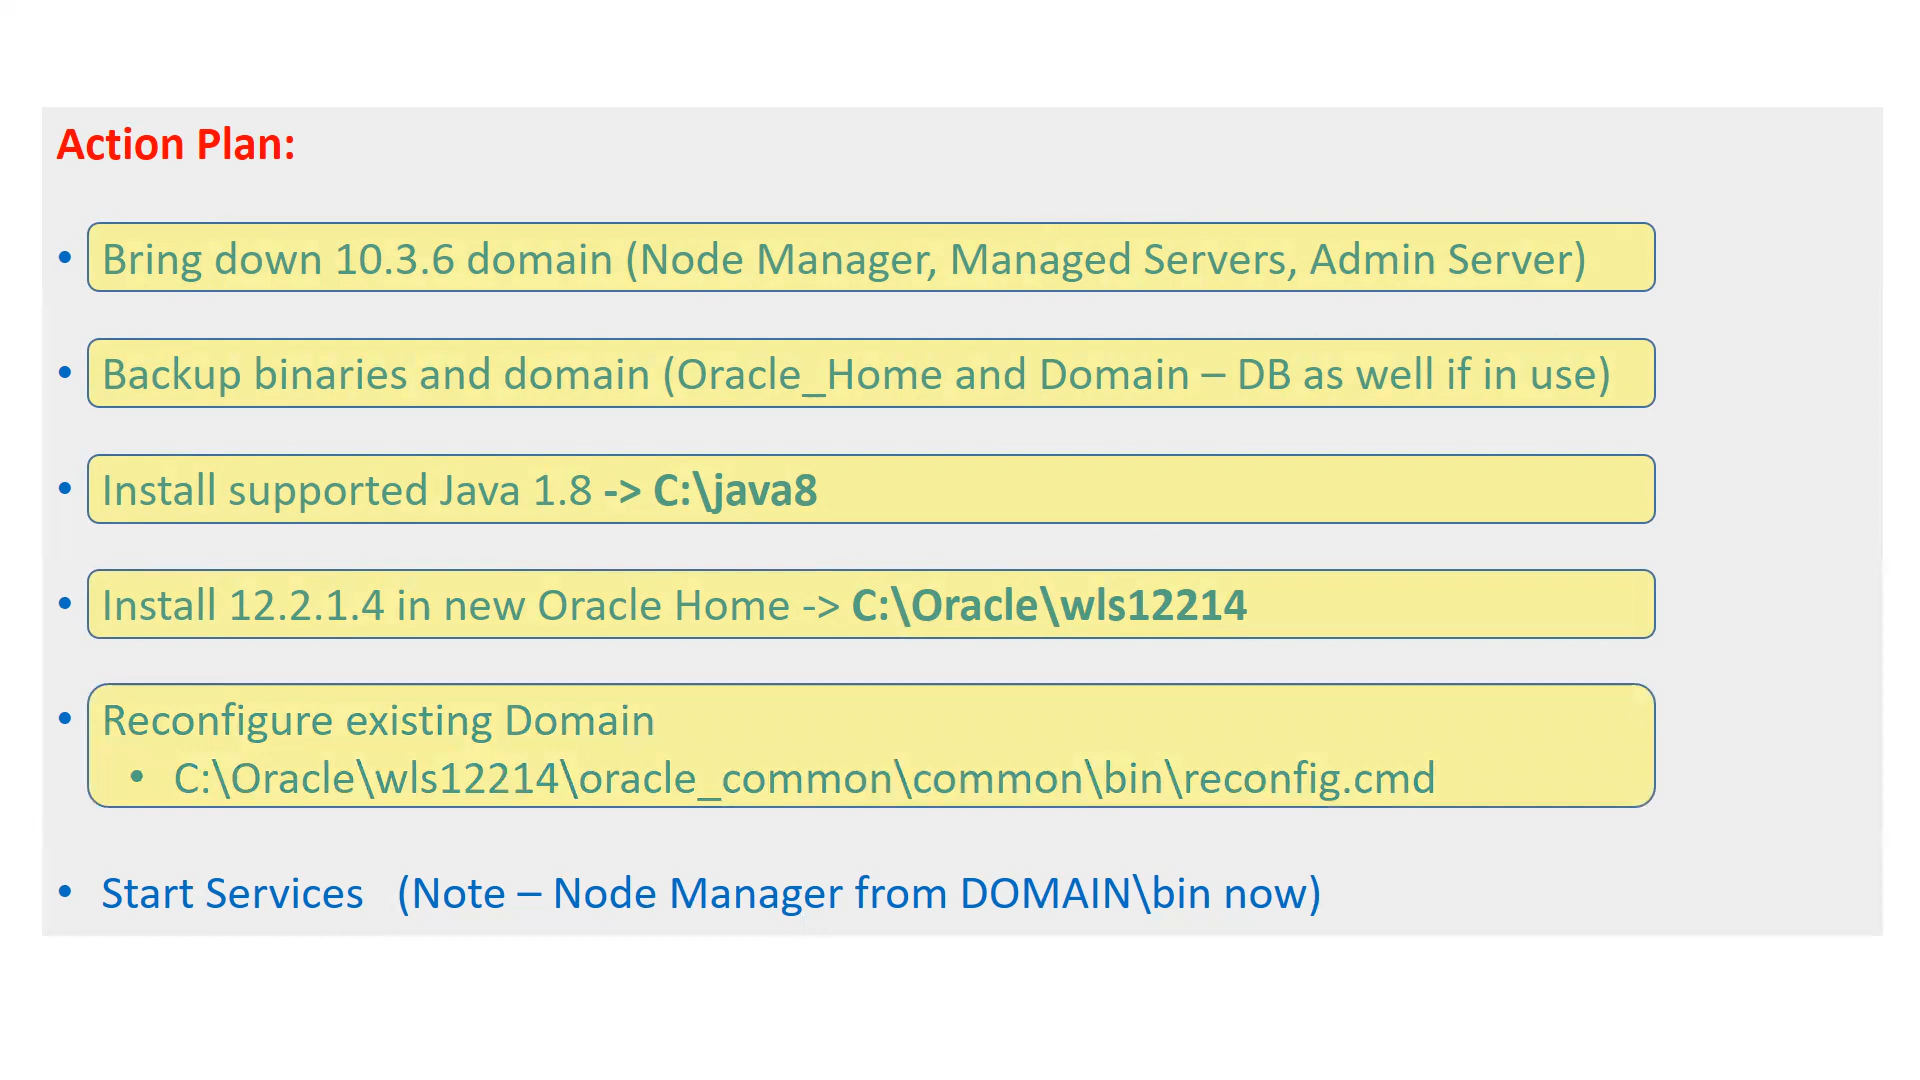 Action Plan:
• Bring down 10.3.6 domain (Node Manager, Managed Servers, Admin Server)
• Backup binaries and domain (Oracle_Home and Domain – DB as well if in use)
• Install supported Java 1.8 -> C:\java8
• Install 12.2.1.4 in new Oracle Home -> C:\Oracle\wls12214
• Reconfigure existing Domain
• C:\Oracle\wls12214\oracle_common\common\bin\reconfig.cmd
• Start Services (Note – Node Manager from DOMAIN\bin now)